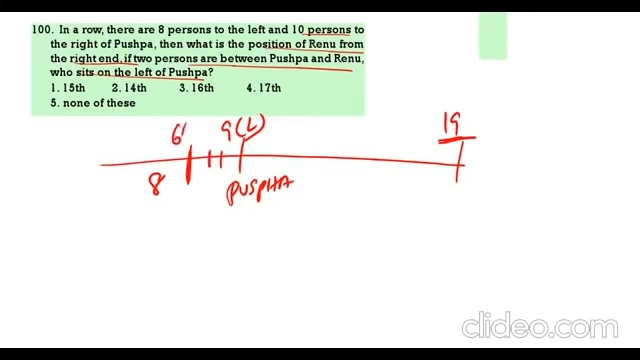 100. In a row, there are 8 persons to the left and 10 persons to
the right of Pushpa, then what is the position of Renu from
the right end, if two persons are between Pushpa and Renu,
who sits on the left of Pushpa?
1. 15th 2. 14th 3. 16th 4. 17th
5. none of these
6 9(L) 19
8 PUSPHA
clideo.com